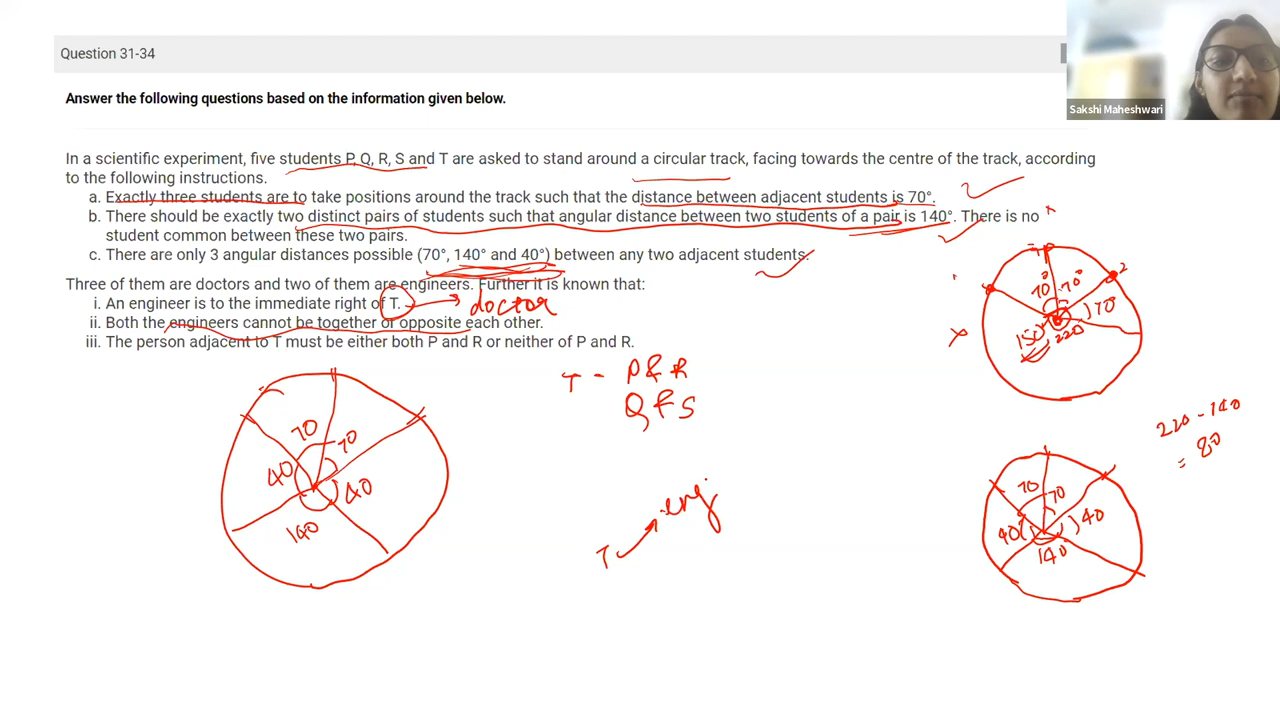 Question 31-34
Sakshi Maheshwari
Answer the following questions based on the information given below.
In a scientific experiment, five students P, Q, R, S and T are asked to stand around a circular track, facing towards the centre of the track, according
to the following instructions.
a. Exactly three students are to take positions around the track such that the distance between adjacent students is 70°.
b. There should be exactly two distinct pairs of students such that angular distance between two students of a pair is 140°. There is no
student common between these two pairs.
c. There are only 3 angular distances possible (70°, 140° and 40°) between any two adjacent students.
Three of them are doctors and two of them are engineers. Further it is known that:
i. An engineer is to the immediate right of T. doctor
ii. Both the engineers cannot be together or opposite each other.
iii. The person adjacent to T must be either both P and R or neither of P and R.
70° 70° 2
70°
150 220
T - P & R
Q & S
70 70
40 40
140
220 - 140
= 80
T eng
70 70
40 40
140